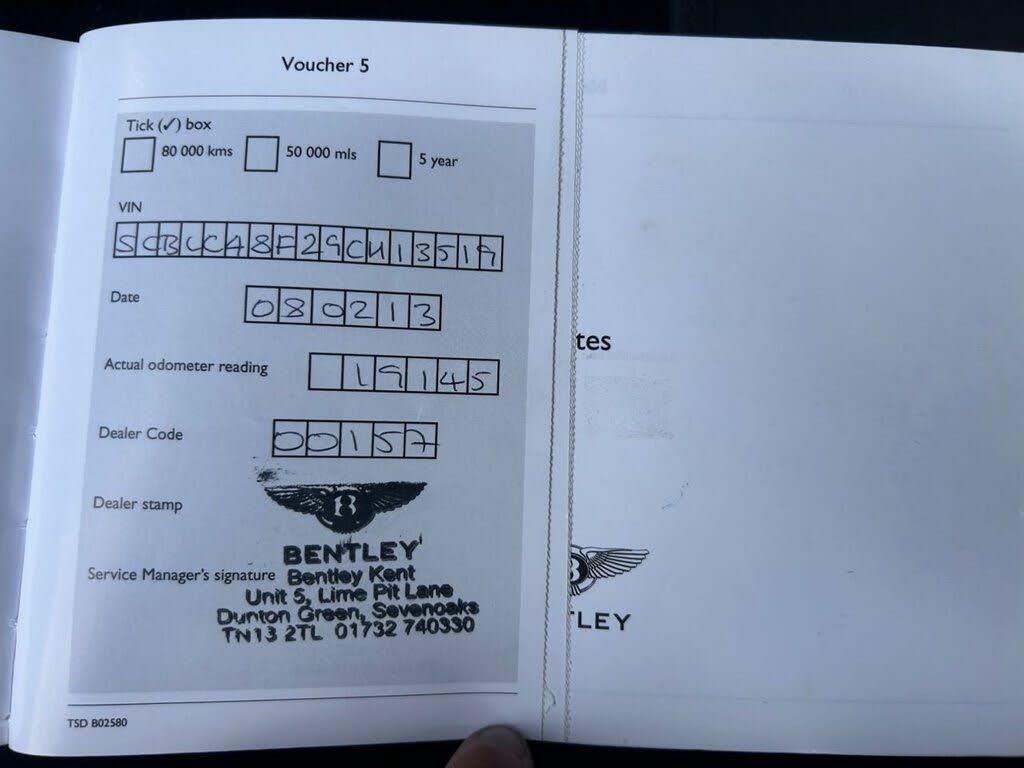 Voucher 5
Tick (✓) box
80 000 kms 50 000 mls 5 year
VIN
SCBCCA8F29CH13519
Date 080213
Actual odometer reading 19145
Dealer Code 00157
Dealer stamp
B
BENTLEY
Service Manager's signature Bentley Kent
Unit 5, Lime Pit Lane
Dunton Green, Sevenoaks
TN13 2TL 01732 740330
TSD B02580
tes
B
TLEY